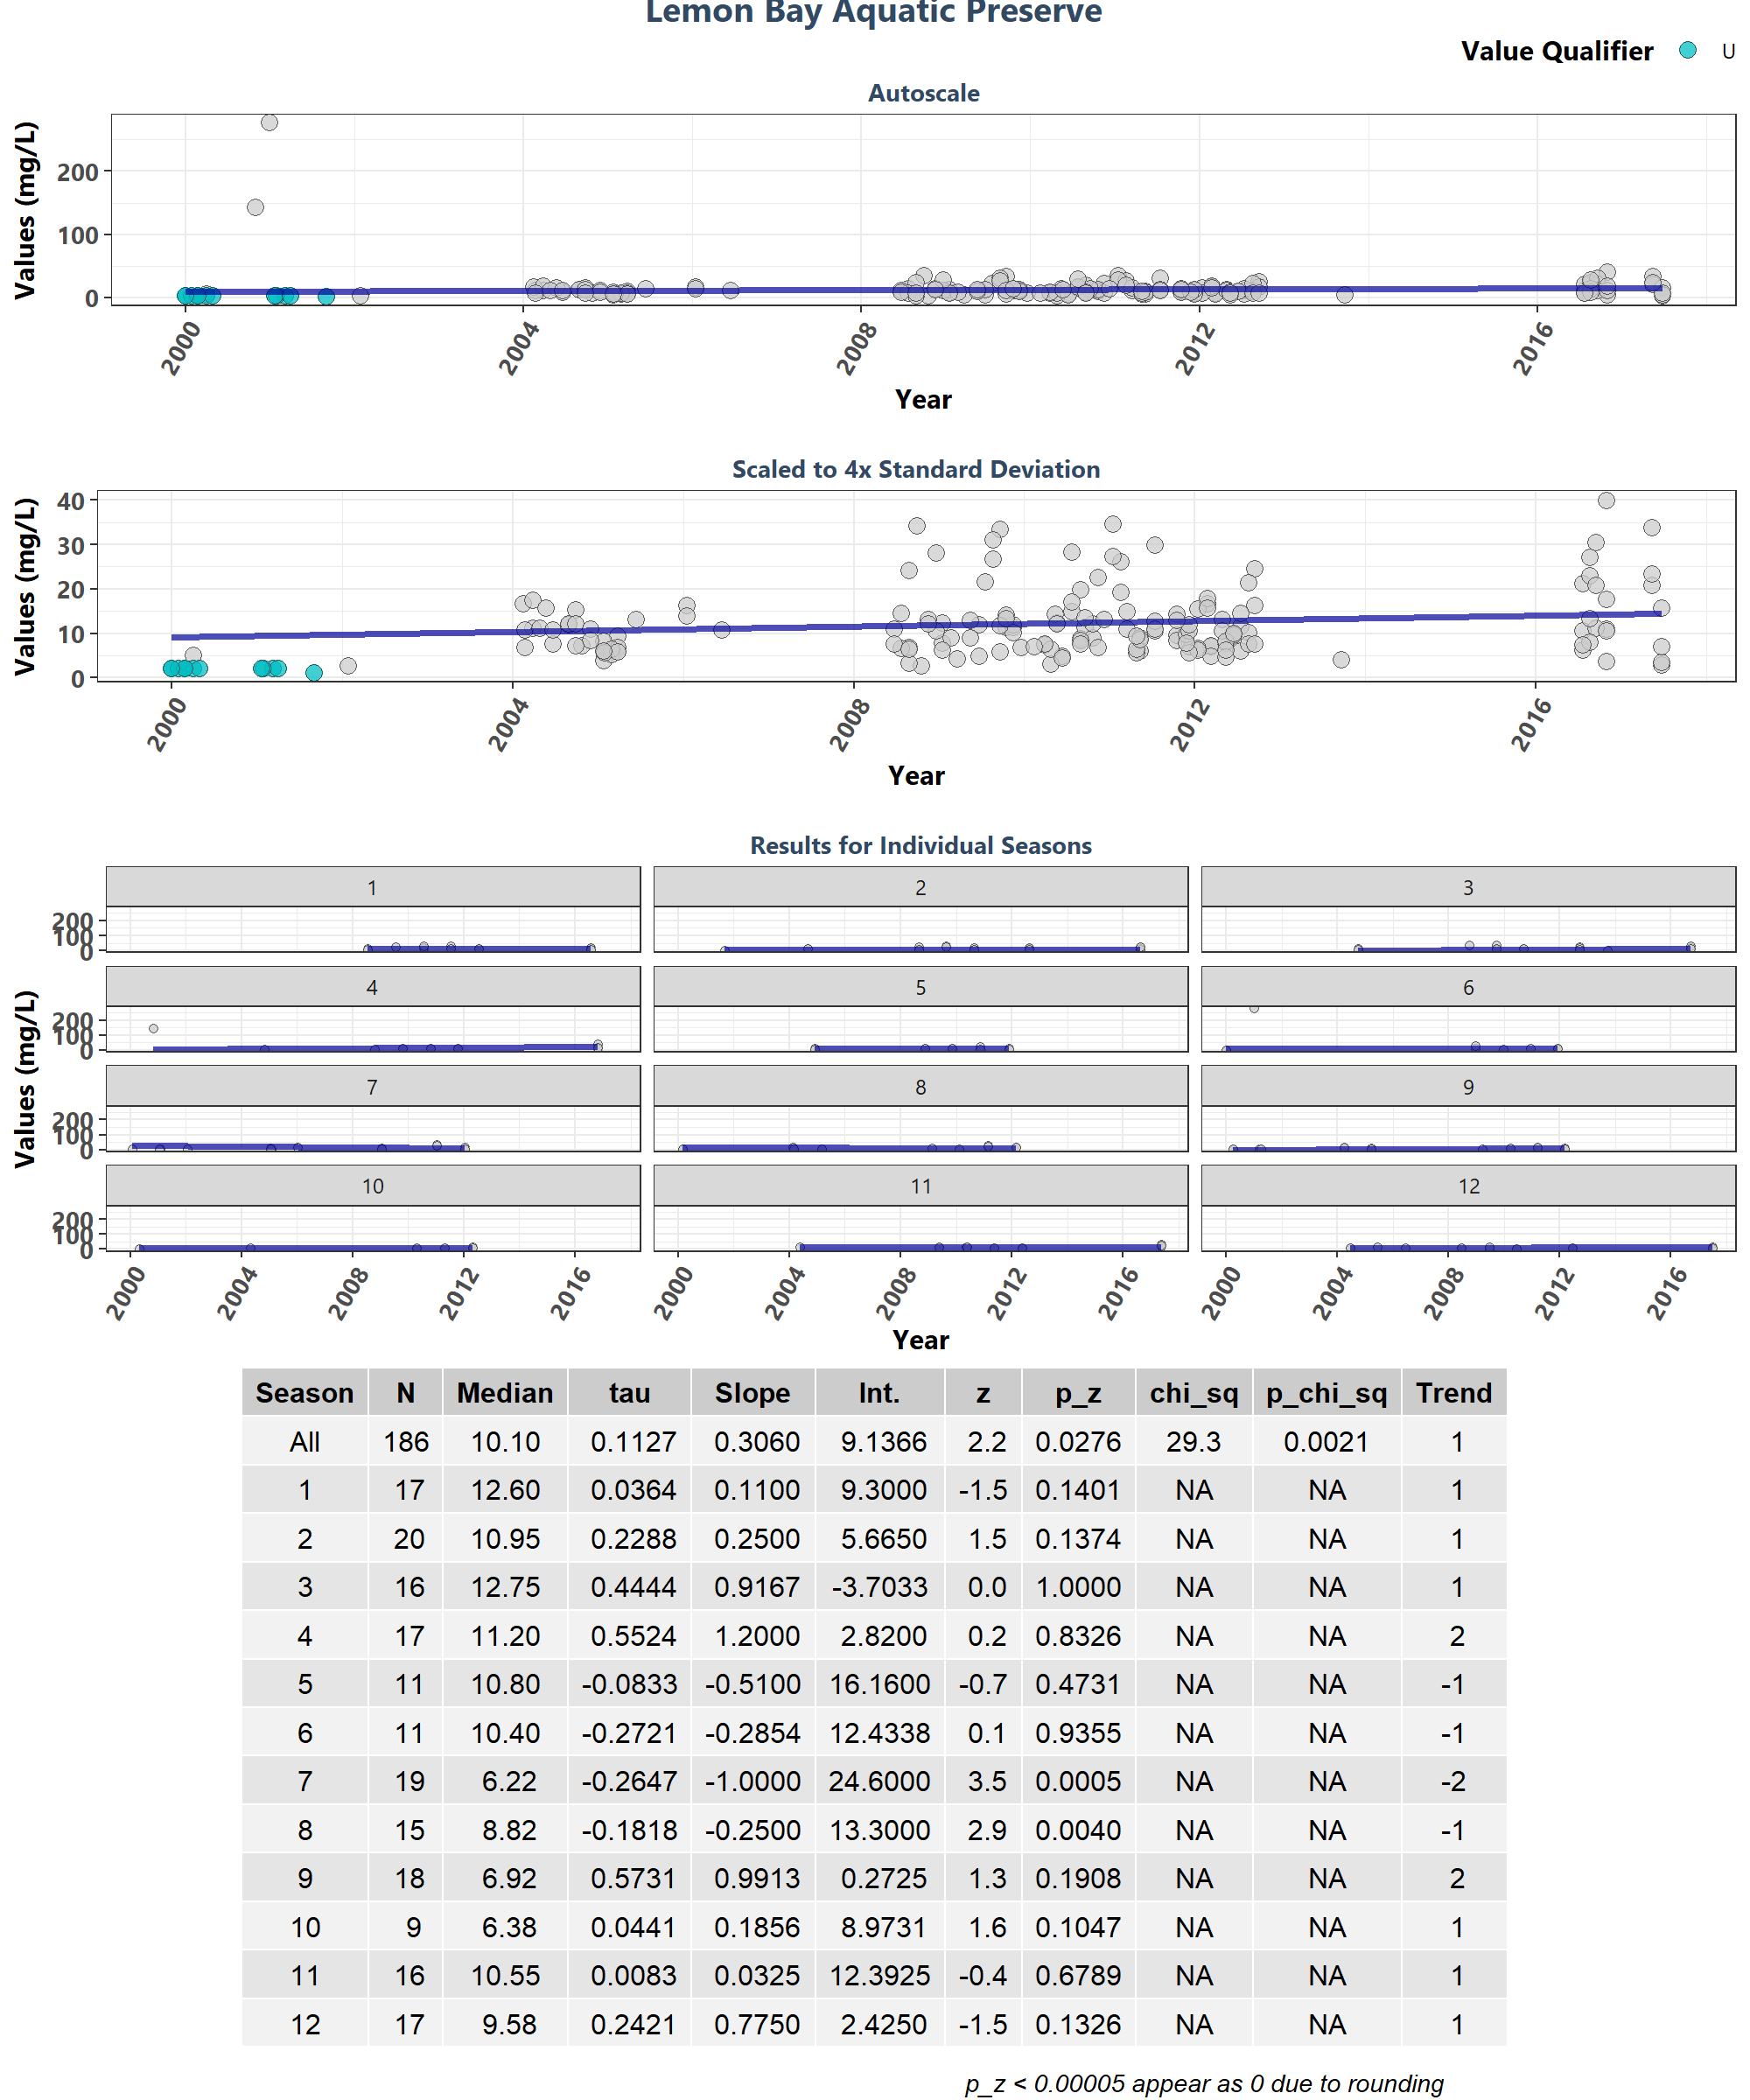 Lemon Bay Aquatic Preserve
Value Qualifier U
Autoscale
Values (mg/L)
200
100
0
2000 2004 2008 2012 2016
Year
Scaled to 4x Standard Deviation
Values (mg/L)
40
30
20
10
0
2000 2004 2008 2012 2016
Year
Results for Individual Seasons
Values (mg/L)
1 2 3
200
100
0
4 5 6
200
100
0
7 8 9
200
100
0
10 11 12
200
100
0
2000 2004 2008 2012 2016 2000 2004 2008 2012 2016 2000 2004 2008 2012 2016
Year
Season N Median tau Slope Int. z p_z chi_sq p_chi_sq Trend
All 186 10.10 0.1127 0.3060 9.1366 2.2 0.0276 29.3 0.0021 1
1 17 12.60 0.0364 0.1100 9.3000 -1.5 0.1401 NA NA 1
2 20 10.95 0.2288 0.2500 5.6650 1.5 0.1374 NA NA 1
3 16 12.75 0.4444 0.9167 -3.7033 0.0 1.0000 NA NA 1
4 17 11.20 0.5524 1.2000 2.8200 0.2 0.8326 NA NA 2
5 11 10.80 -0.0833 -0.5100 16.1600 -0.7 0.4731 NA NA -1
6 11 10.40 -0.2721 -0.2854 12.4338 0.1 0.9355 NA NA -1
7 19 6.22 -0.2647 -1.0000 24.6000 3.5 0.0005 NA NA -2
8 15 8.82 -0.1818 -0.2500 13.3000 2.9 0.0040 NA NA -1
9 18 6.92 0.5731 0.9913 0.2725 1.3 0.1908 NA NA 2
10 9 6.38 0.0441 0.1856 8.9731 1.6 0.1047 NA NA 1
11 16 10.55 0.0083 0.0325 12.3925 -0.4 0.6789 NA NA 1
12 17 9.58 0.2421 0.7750 2.4250 -1.5 0.1326 NA NA 1
p_z < 0.00005 appear as 0 due to rounding